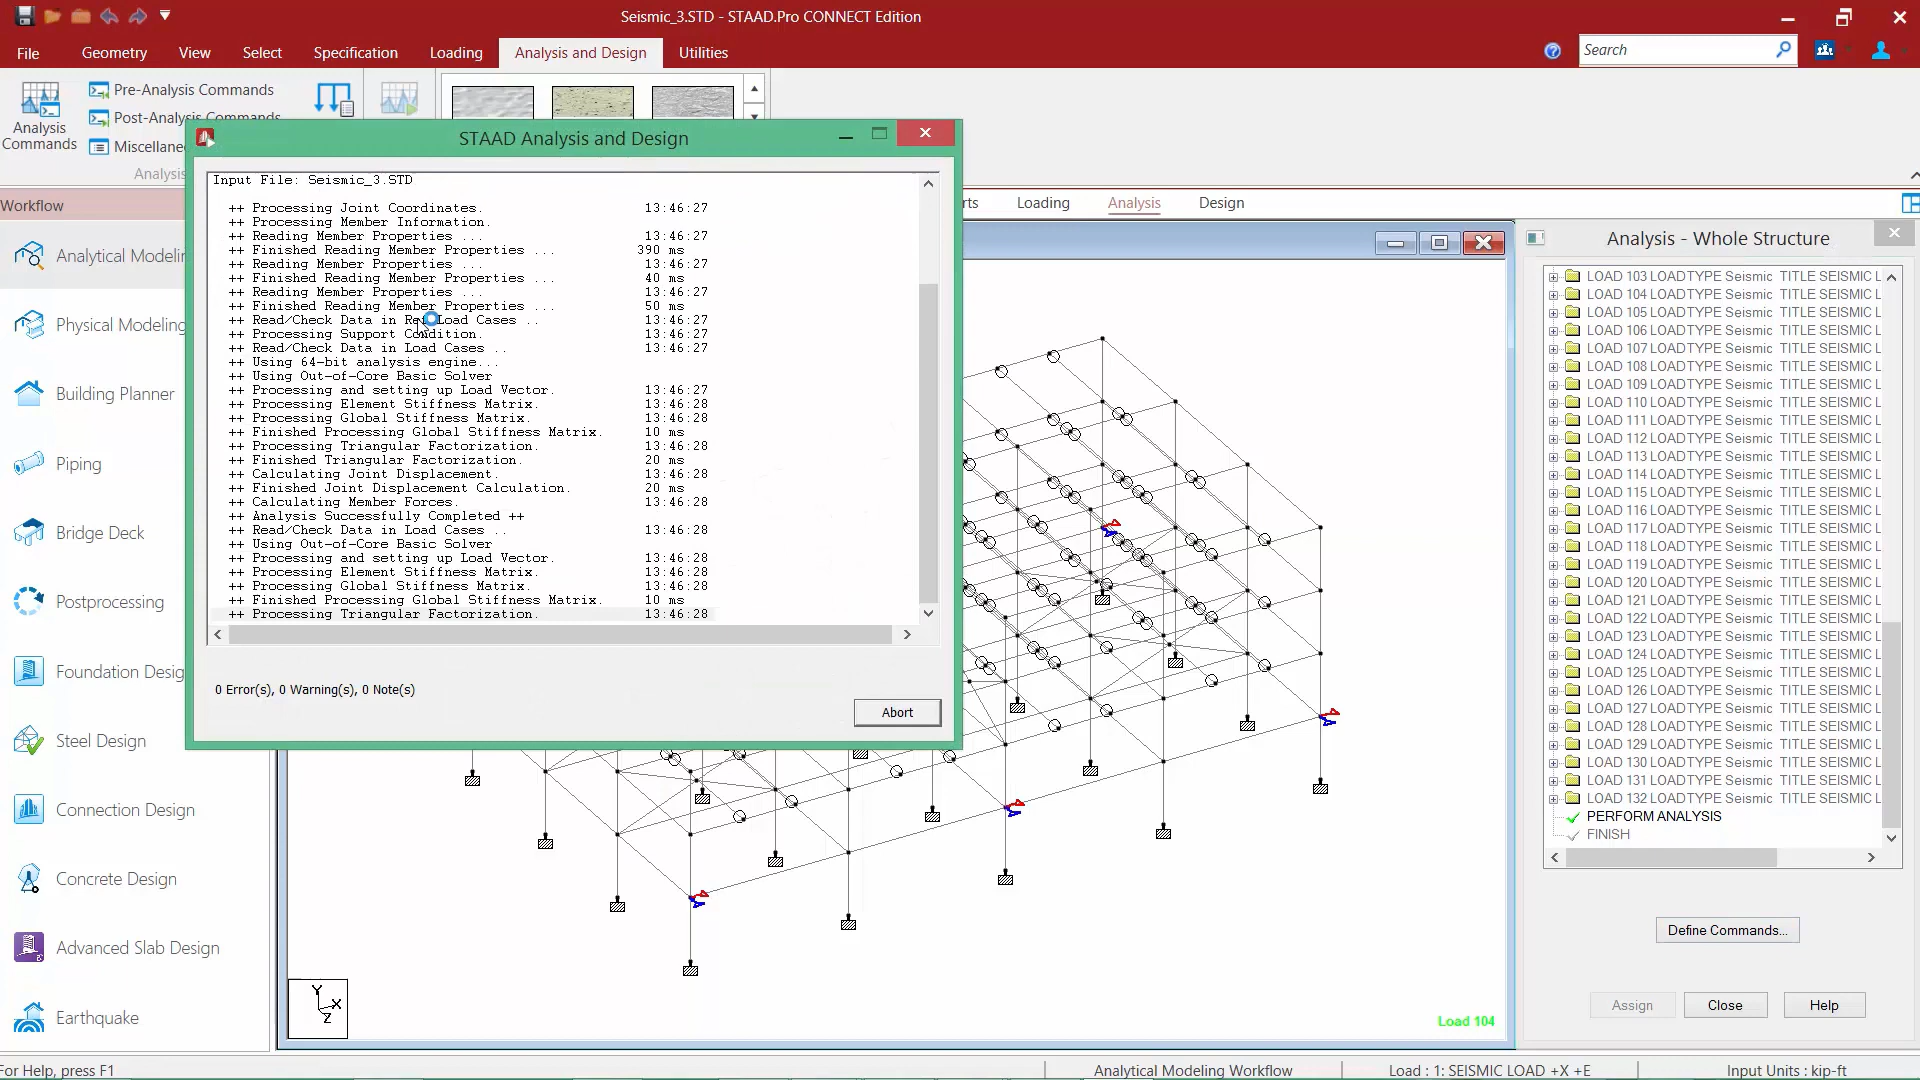 Seismic_3.STD - STAAD.Pro CONNECT Edition
File
Geometry
View
Select
Specification
Loading
Analysis and Design
Utilities
Search
Analysis
Commands
Pre-Analysis Commands
Post-Analysis Commands
Miscellane
Analysis
STAAD Analysis and Design
Input File: Seismic_3.STD
++ Processing Joint Coordinates. 13:46:27
++ Processing Member Information.
++ Reading Member Properties ... 13:46:27
++ Finished Reading Member Properties ... 390 ms
++ Reading Member Properties ... 13:46:27
++ Finished Reading Member Properties ... 40 ms
++ Reading Member Properties ... 13:46:27
++ Finished Reading Member Properties ... 50 ms
++ Read/Check Data in Load Cases .. 13:46:27
++ Processing Support Condition. 13:46:27
++ Read/Check Data in Load Cases .. 13:46:27
++ Using 64-bit analysis engine...
++ Using Out-of-Core Basic Solver
++ Processing and setting up Load Vector. 13:46:27
++ Processing Element Stiffness Matrix. 13:46:28
++ Processing Global Stiffness Matrix. 13:46:28
++ Finished Processing Global Stiffness Matrix. 10 ms
++ Processing Triangular Factorization. 13:46:28
++ Finished Triangular Factorization. 20 ms
++ Calculating Joint Displacement. 13:46:28
++ Finished Joint Displacement Calculation. 20 ms
++ Calculating Member Forces. 13:46:28
++ Analysis Successfully Completed ++
++ Read/Check Data in Load Cases .. 13:46:28
++ Using Out-of-Core Basic Solver
++ Processing and setting up Load Vector. 13:46:28
++ Processing Element Stiffness Matrix. 13:46:28
++ Processing Global Stiffness Matrix. 13:46:28
++ Finished Processing Global Stiffness Matrix. 10 ms
++ Processing Triangular Factorization. 13:46:28
0 Error(s), 0 Warning(s), 0 Note(s)
Abort
Workflow
Analytical Modelin
Physical Modeling
Building Planner
Piping
Bridge Deck
Postprocessing
Foundation Desig
Steel Design
Connection Design
Concrete Design
Advanced Slab Design
Earthquake
rts
Loading
Analysis
Design
Y
X
Z
Load 104
Analysis - Whole Structure
LOAD 103 LOADTYPE Seismic TITLE SEISMIC L
LOAD 104 LOADTYPE Seismic TITLE SEISMIC L
LOAD 105 LOADTYPE Seismic TITLE SEISMIC L
LOAD 106 LOADTYPE Seismic TITLE SEISMIC L
LOAD 107 LOADTYPE Seismic TITLE SEISMIC L
LOAD 108 LOADTYPE Seismic TITLE SEISMIC L
LOAD 109 LOADTYPE Seismic TITLE SEISMIC L
LOAD 110 LOADTYPE Seismic TITLE SEISMIC L
LOAD 111 LOADTYPE Seismic TITLE SEISMIC L
LOAD 112 LOADTYPE Seismic TITLE SEISMIC L
LOAD 113 LOADTYPE Seismic TITLE SEISMIC L
LOAD 114 LOADTYPE Seismic TITLE SEISMIC L
LOAD 115 LOADTYPE Seismic TITLE SEISMIC L
LOAD 116 LOADTYPE Seismic TITLE SEISMIC L
LOAD 117 LOADTYPE Seismic TITLE SEISMIC L
LOAD 118 LOADTYPE Seismic TITLE SEISMIC L
LOAD 119 LOADTYPE Seismic TITLE SEISMIC L
LOAD 120 LOADTYPE Seismic TITLE SEISMIC L
LOAD 121 LOADTYPE Seismic TITLE SEISMIC L
LOAD 122 LOADTYPE Seismic TITLE SEISMIC L
LOAD 123 LOADTYPE Seismic TITLE SEISMIC L
LOAD 124 LOADTYPE Seismic TITLE SEISMIC L
LOAD 125 LOADTYPE Seismic TITLE SEISMIC L
LOAD 126 LOADTYPE Seismic TITLE SEISMIC L
LOAD 127 LOADTYPE Seismic TITLE SEISMIC L
LOAD 128 LOADTYPE Seismic TITLE SEISMIC L
LOAD 129 LOADTYPE Seismic TITLE SEISMIC L
LOAD 130 LOADTYPE Seismic TITLE SEISMIC L
LOAD 131 LOADTYPE Seismic TITLE SEISMIC L
LOAD 132 LOADTYPE Seismic TITLE SEISMIC L
PERFORM ANALYSIS
FINISH
Define Commands...
Assign
Close
Help
For Help, press F1
Analytical Modeling Workflow
Load : 1: SEISMIC LOAD +X +E
Input Units : kip-ft